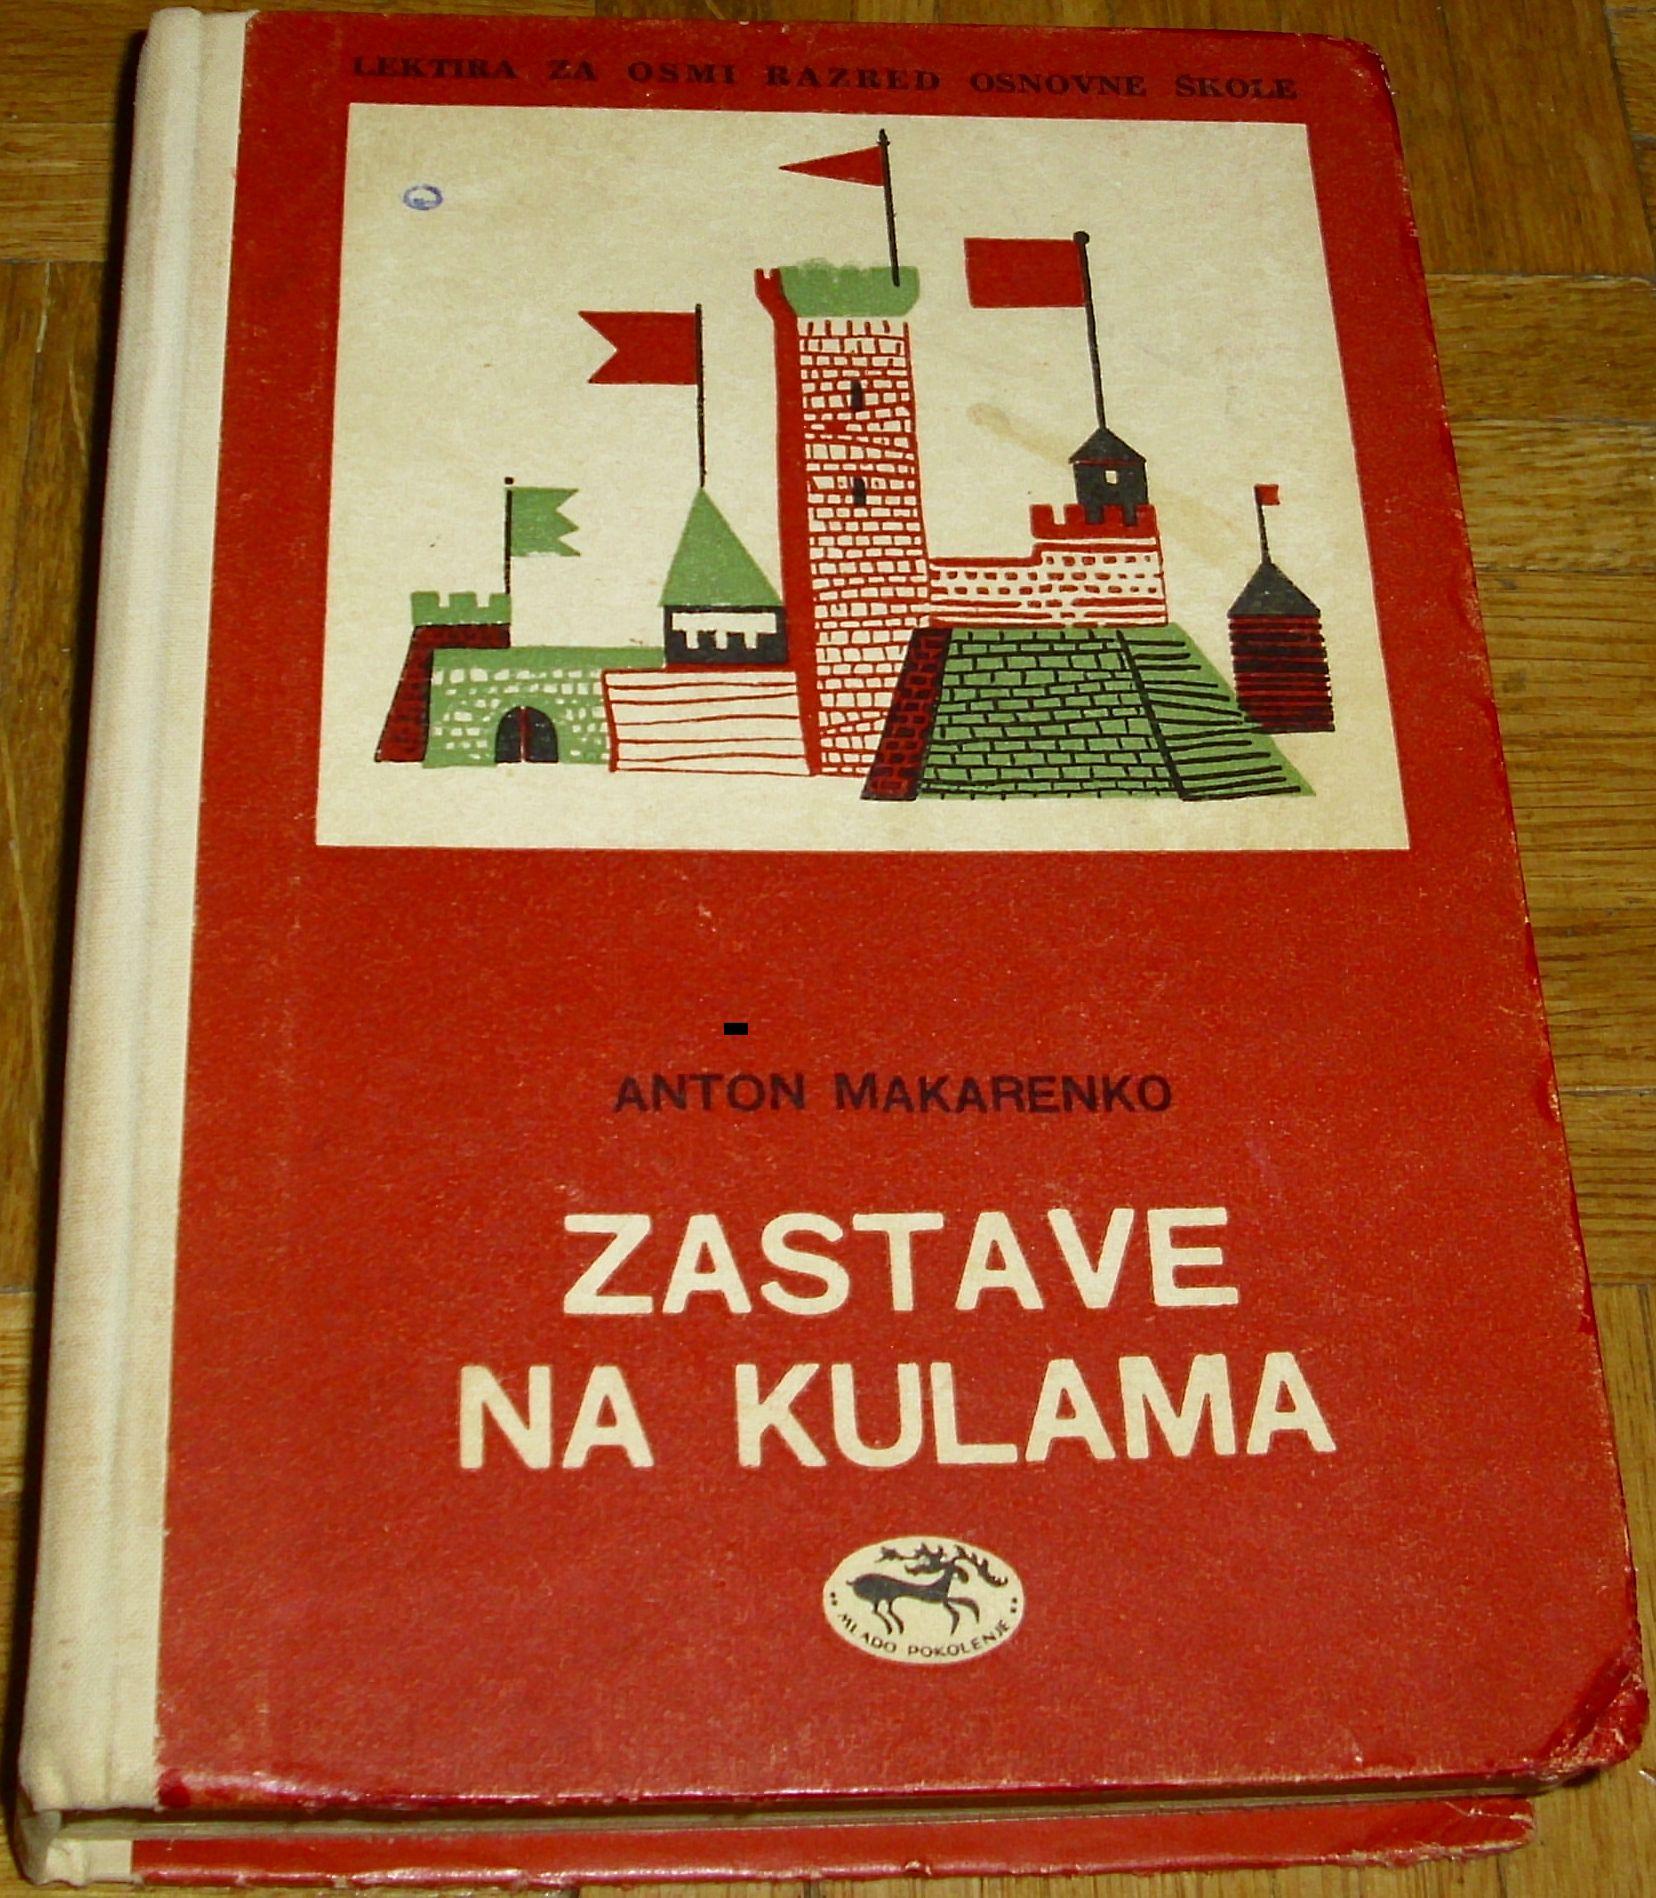 LEKTIRA ZA OSMI RAZRED OSNOVNE ŠKOLE
ANTON MAKARENKO
ZASTAVE
NA KULAMA
MLADO POKOLENJE